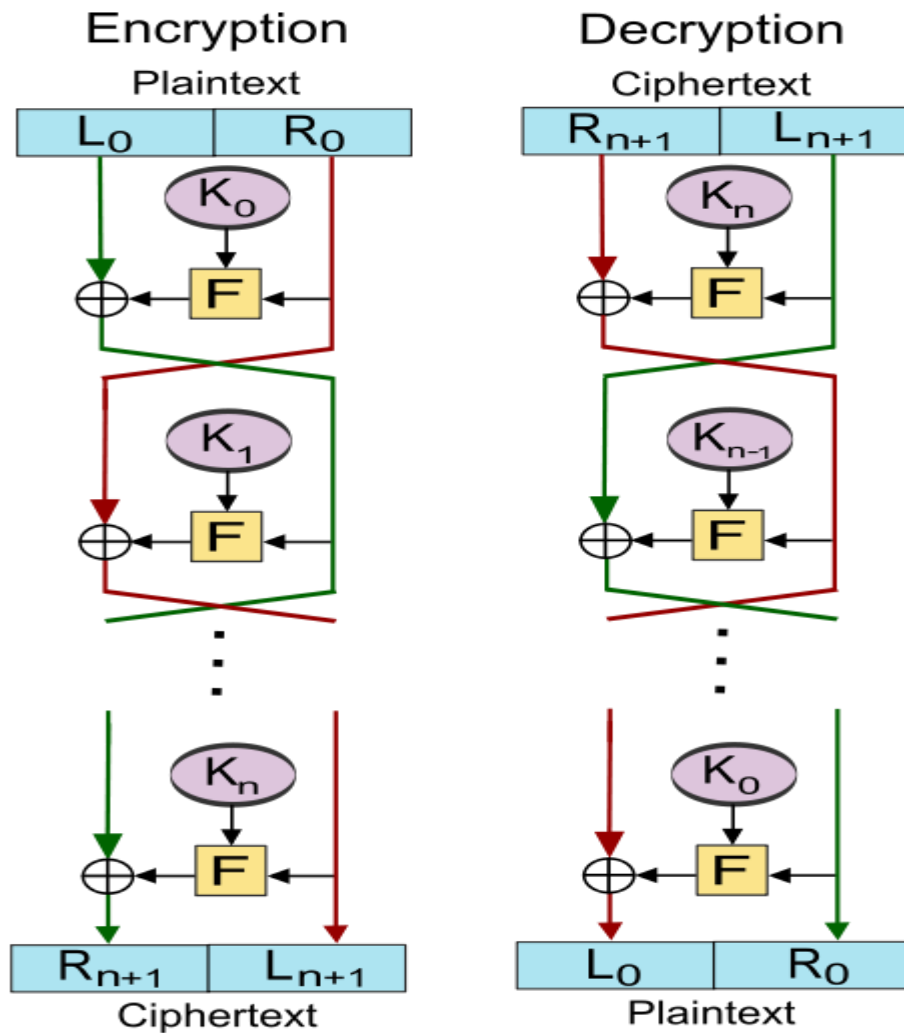 Encryption
Plaintext
L0 R0
K0
F
K1
F
Kn
F
Rn+1 Ln+1
Ciphertext
Decryption
Ciphertext
Rn+1 Ln+1
Kn
F
Kn-1
F
K0
F
L0 R0
Plaintext